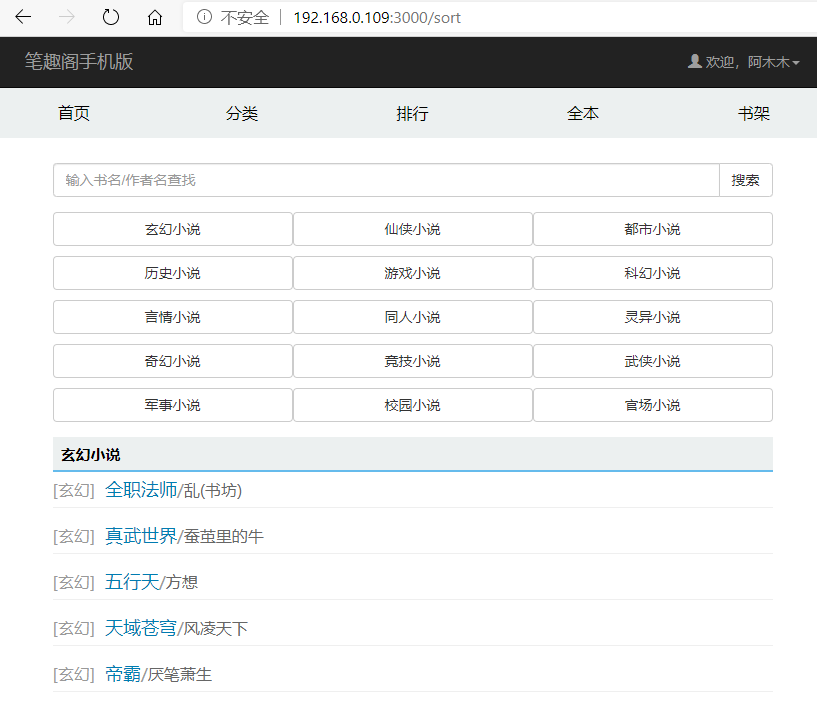 不安全 192.168.0.109:3000/sort
笔趣阁手机版 欢迎，阿木木
首页 分类 排行 全本 书架
输入书名/作者名查找 搜索
玄幻小说 仙侠小说 都市小说
历史小说 游戏小说 科幻小说
言情小说 同人小说 灵异小说
奇幻小说 竞技小说 武侠小说
军事小说 校园小说 官场小说
玄幻小说
[玄幻] 全职法师/乱(书坊)
[玄幻] 真武世界/蚕茧里的牛
[玄幻] 五行天/方想
[玄幻] 天域苍穹/风凌天下
[玄幻] 帝霸/厌笔萧生